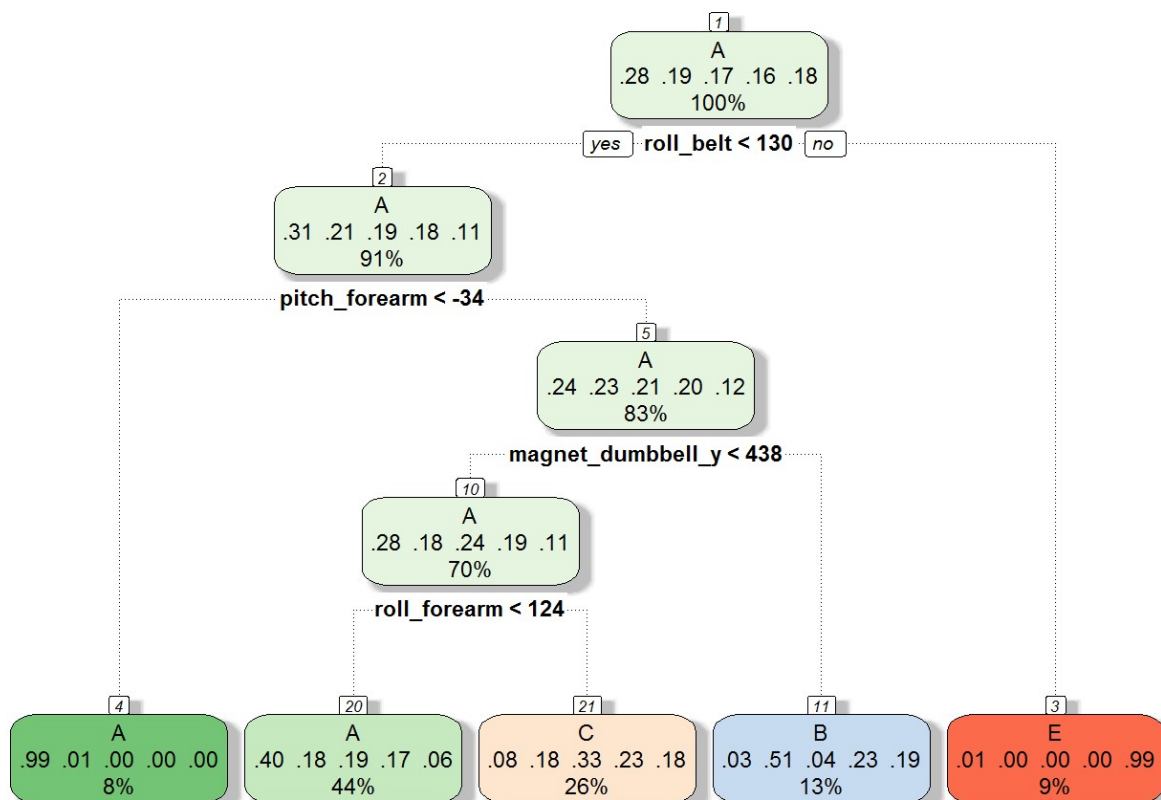 1
A
.28 .19 .17 .16 .18
100%
yes roll_belt < 130 no
2
A
.31 .21 .19 .18 .11
91%
pitch_forearm < -34
5
A
.24 .23 .21 .20 .12
83%
magnet_dumbbell_y < 438
10
A
.28 .18 .24 .19 .11
70%
roll_forearm < 124
4
A
.99 .01 .00 .00 .00
8%
20
A
.40 .18 .19 .17 .06
44%
21
C
.08 .18 .33 .23 .18
26%
11
B
.03 .51 .04 .23 .19
13%
3
E
.01 .00 .00 .00 .99
9%